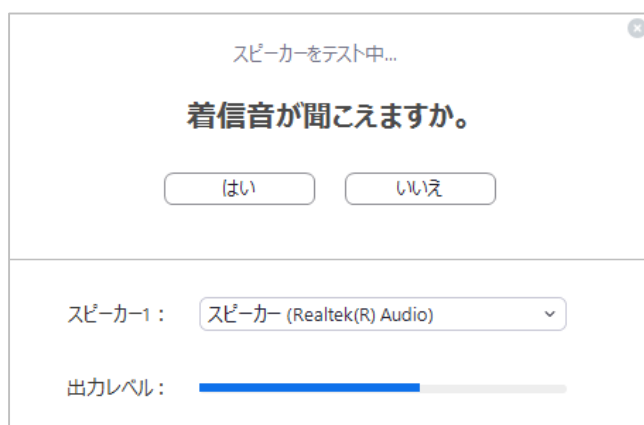 スピーカーをテスト中...
着信音が聞こえますか。
はい
いいえ
スピーカー1：
スピーカー (Realtek(R) Audio)
出力レベル：